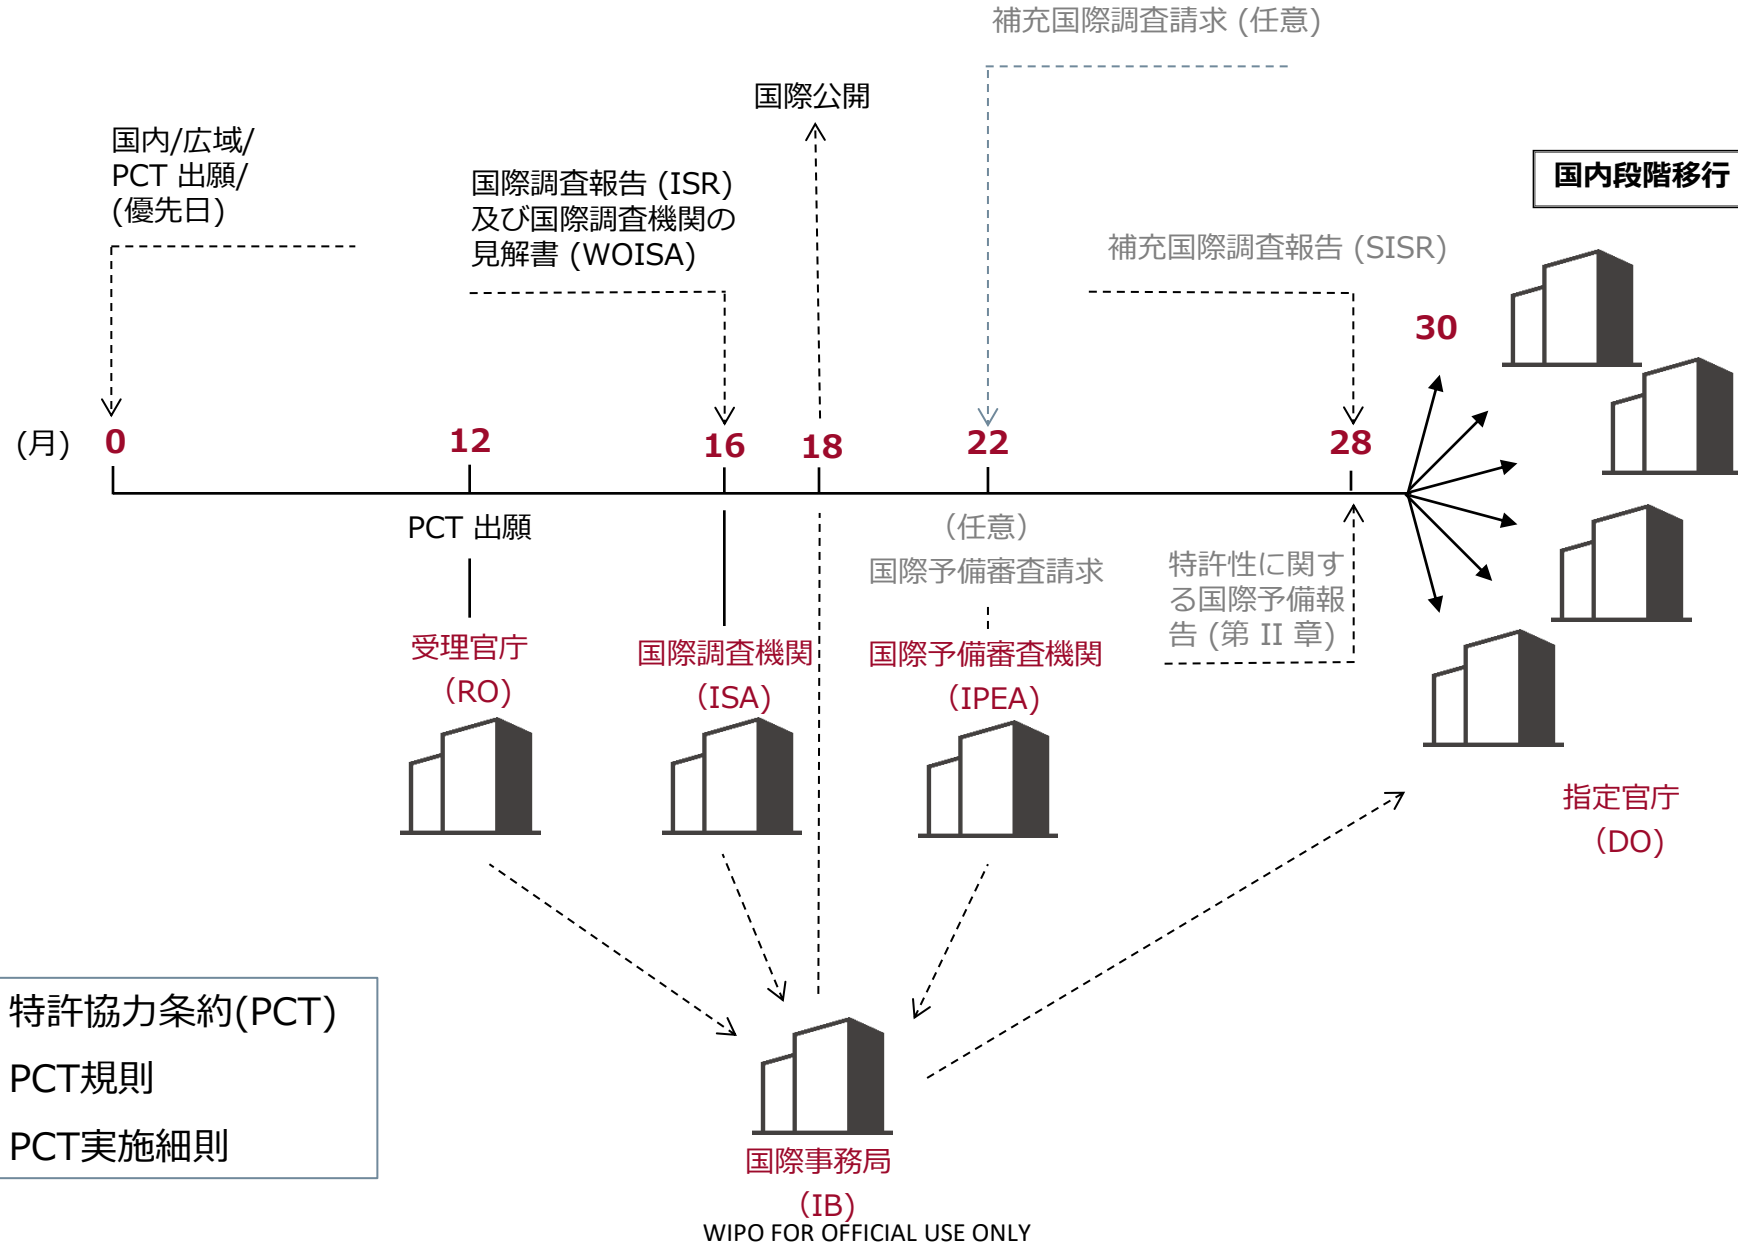 補充国際調査請求 (任意)
国際公開
国内/広域/
PCT 出願/
(優先日)
国際調査報告 (ISR)
及び国際調査機関の
見解書 (WOISA)
国内段階移行
補充国際調査報告 (SISR)
30
(月)
0
12
16
18
22
28
PCT 出願
(任意)
国際予備審査請求
特許性に関す
る国際予備報
告 (第 II 章)
受理官庁
(RO)
国際調査機関
(ISA)
国際予備審査機関
(IPEA)
指定官庁
(DO)
特許協力条約(PCT)
PCT規則
PCT実施細則
国際事務局
(IB)
WIPO FOR OFFICIAL USE ONLY